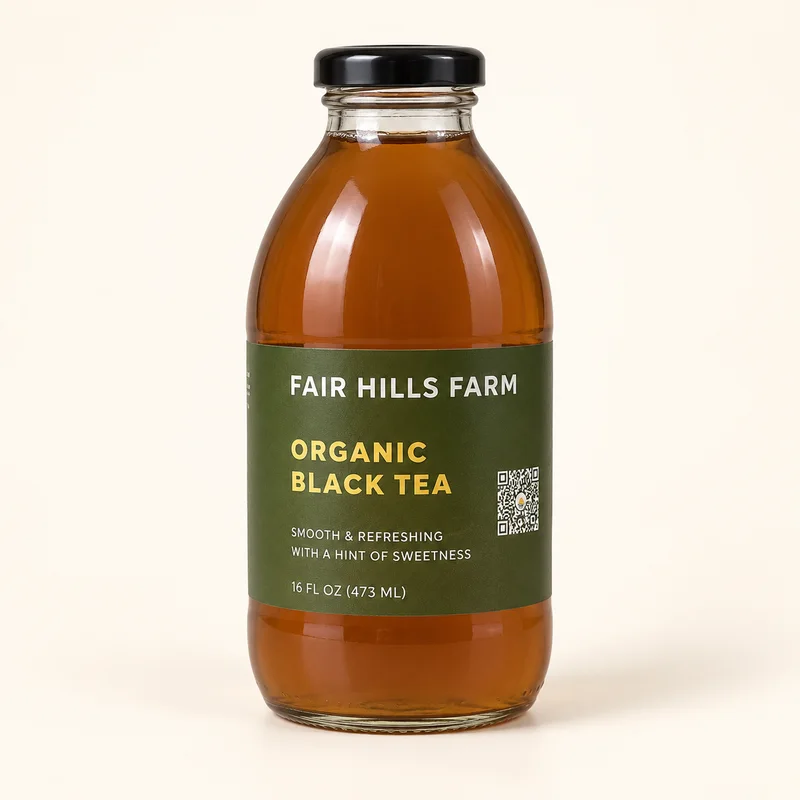 FAIR HILLS FARM
ORGANIC
BLACK TEA
SMOOTH & REFRESHING
WITH A HINT OF SWEETNESS
16 FL OZ (473 ML)